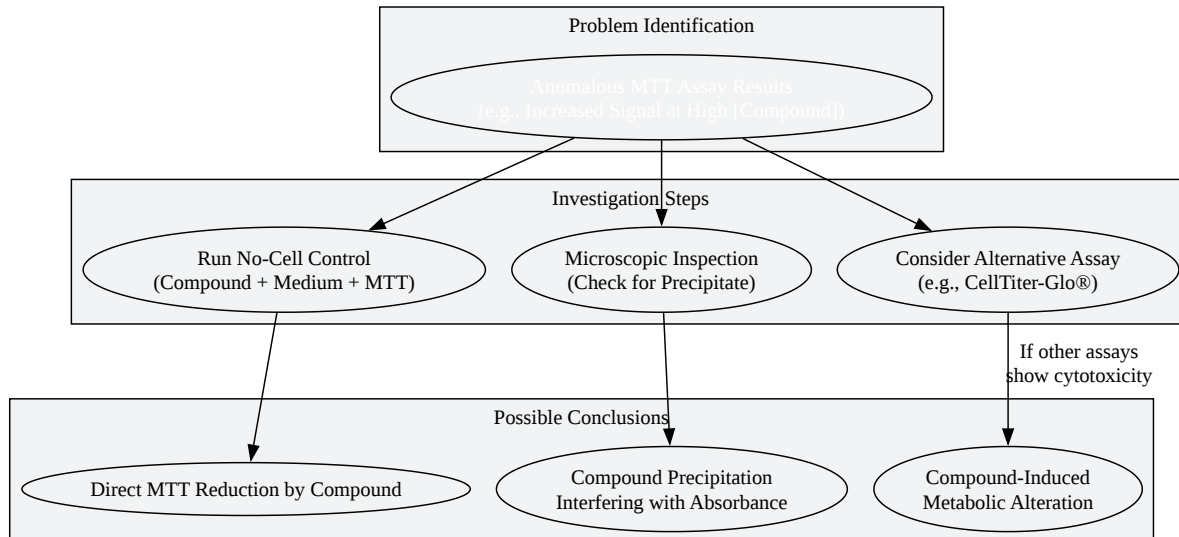 Problem Identification
Anomalous MTT Assay Results
(e.g., Increased Signal at High [Compound])
Investigation Steps
Run No-Cell Control
(Compound + Medium + MTT)
Microscopic Inspection
(Check for Precipitate)
Consider Alternative Assay
(e.g., CellTiter-Glo®)
If other assays
show cytotoxicity
Possible Conclusions
Direct MTT Reduction by Compound
Compound Precipitation
Interfering with Absorbance
Compound-Induced
Metabolic Alteration